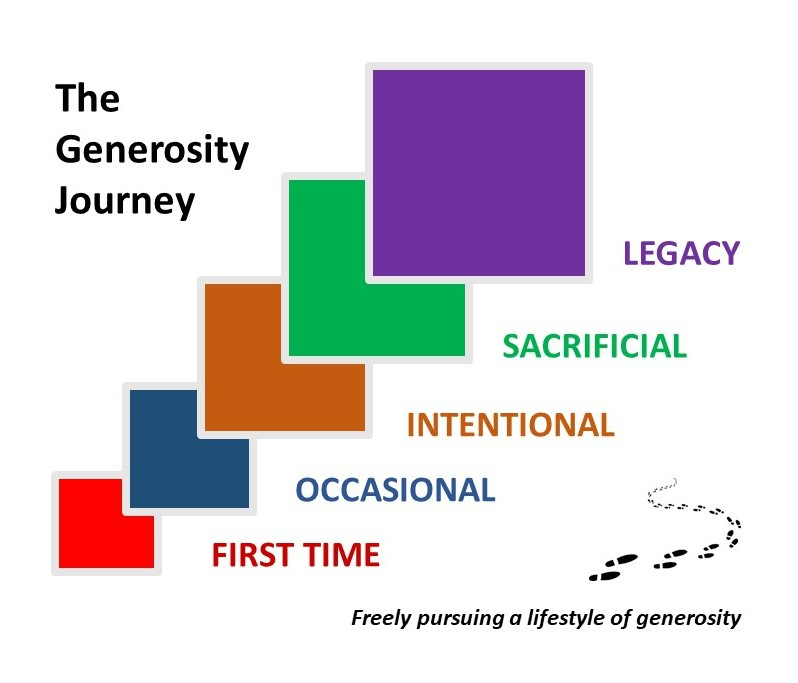 The
Generosity
Journey
LEGACY
SACRIFICIAL
INTENTIONAL
OCCASIONAL
FIRST TIME
Freely pursuing a lifestyle of generosity